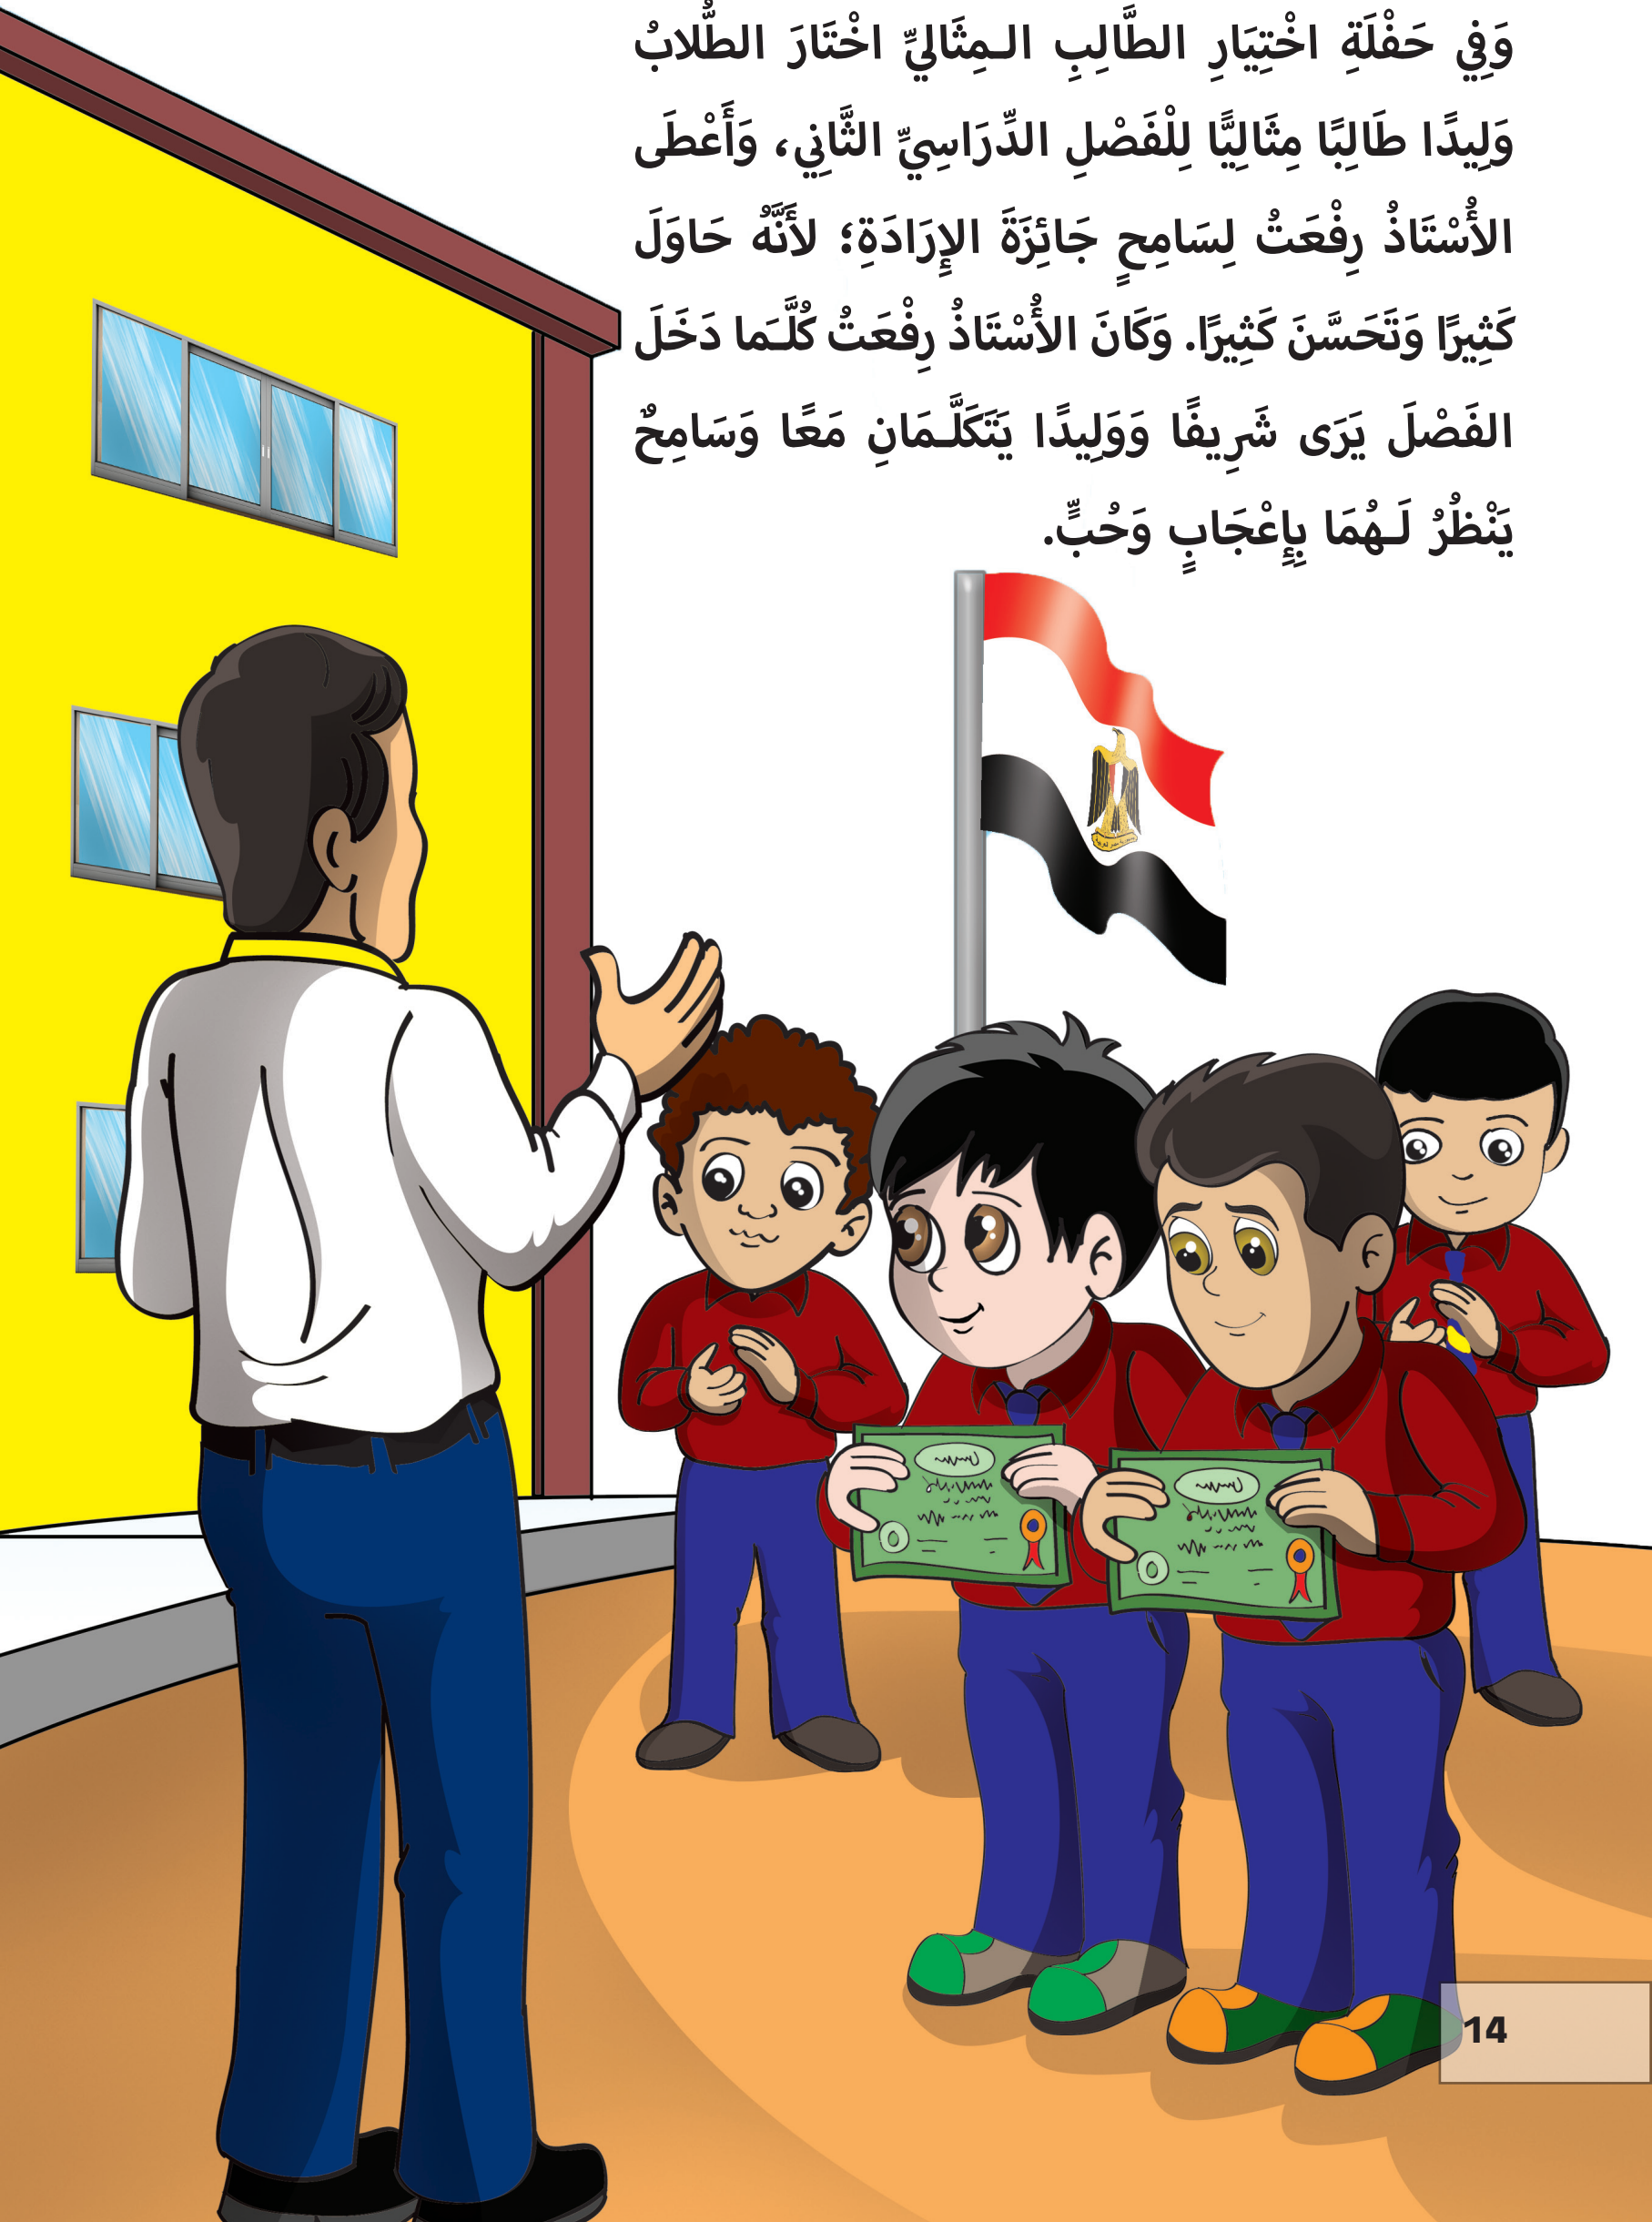 وَفِي حَفْلَةِ اخْتِيَارِ الطَّالِبِ الـمِثَاليِّ اخْتَارَ الطُّلابُ
وَلِيدًا طَالِبًا مِثَالِيًّا لِلْفَصْلِ الدِّرَاسِيِّ الثَّانِي، وَأَعْطَى
الأُسْتَاذُ رِفْعَتُ لِسَامِحٍ جَائِزَةَ الإِرَادَةِ؛ لأَنَّهُ حَاوَلَ
كَثِيرًا وَتَحَسَّنَ كَثِيرًا. وَكَانَ الأُسْتَاذُ رِفْعَتُ كُلَّـمَا دَخَلَ
الفَصْلَ يَرَى شَرِيفًا وَوَلِيدًا يَتَكَلَّـمَانِ مَعًا وَسَامِحٌ
يَنْظُرُ لَـهُمَا بِإِعْجَابٍ وَحُبٍّ.
14